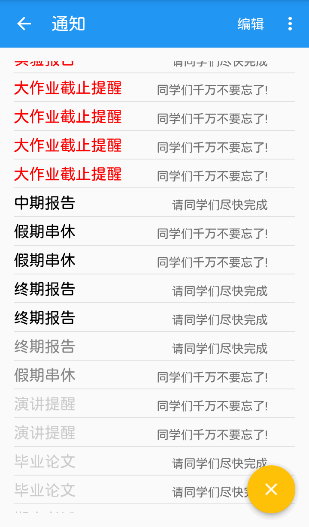 通知 编辑
实验报告 请同学们尽快完成
大作业截止提醒 同学们千万不要忘了!
大作业截止提醒 同学们千万不要忘了!
大作业截止提醒 同学们千万不要忘了!
大作业截止提醒 同学们千万不要忘了!
中期报告 请同学们尽快完成
假期串休 同学们千万不要忘了!
假期串休 同学们千万不要忘了!
终期报告 请同学们尽快完成
终期报告 请同学们尽快完成
终期报告 请同学们尽快完成
假期串休 同学们千万不要忘了!
演讲提醒 同学们千万不要忘了!
演讲提醒 同学们千万不要忘了!
毕业论文 请同学们尽快完成
毕业论文 请同学们尽快完成